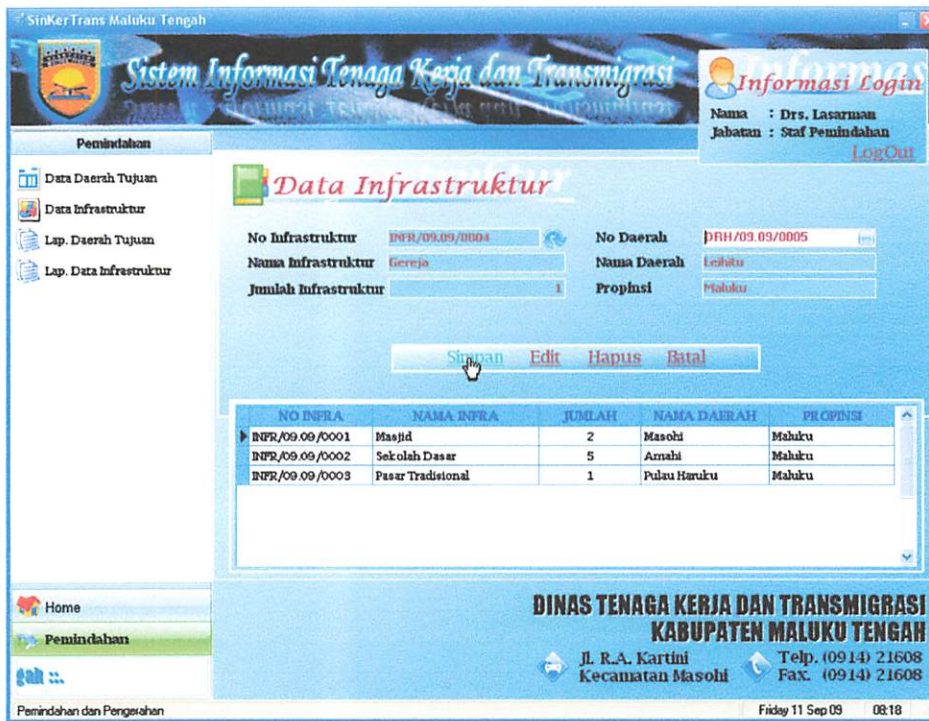 SinKerTrans Maluku Tengah
Sistem Informasi Tenaga Kerja dan Transmigrasi
Informasi Login
Nama : Drs. Lasarman
Jabatan : Staf Pemindahan
LogOut
Pemindahan
Data Daerah Tujuan
Data Infrastruktur
Lap. Daerah Tujuan
Lap. Data Infrastruktur
Data Infrastruktur
No Infrastruktur INFR/09.09/0004 No Daerah DRH/09.09/0005
Nama Infrastruktur Gereja Nama Daerah Leihitu
Jumlah Infrastruktur 1 Propinsi Maluku
Simpan Edit Hapus Batal
NO INFRA NAMA INFRA JUMLAH NAMA DAERAH PROPINSI
INFR/09.09/0001 Masjid 2 Masohi Maluku
INFR/09.09/0002 Sekolah Dasar 5 Amahi Maluku
INFR/09.09/0003 Pasar Tradisional 1 Pulau Haruku Maluku
Home
Pemindahan
gah ::.
DINAS TENAGA KERJA DAN TRANSMIGRASI
KABUPATEN MALUKU TENGAH
Jl. R.A. Kartini Telp. (0914) 21608
Kecamatan Masohi Fax. (0914) 21608
Pemindahan dan Pengerahan Friday 11 Sep 09 08:18